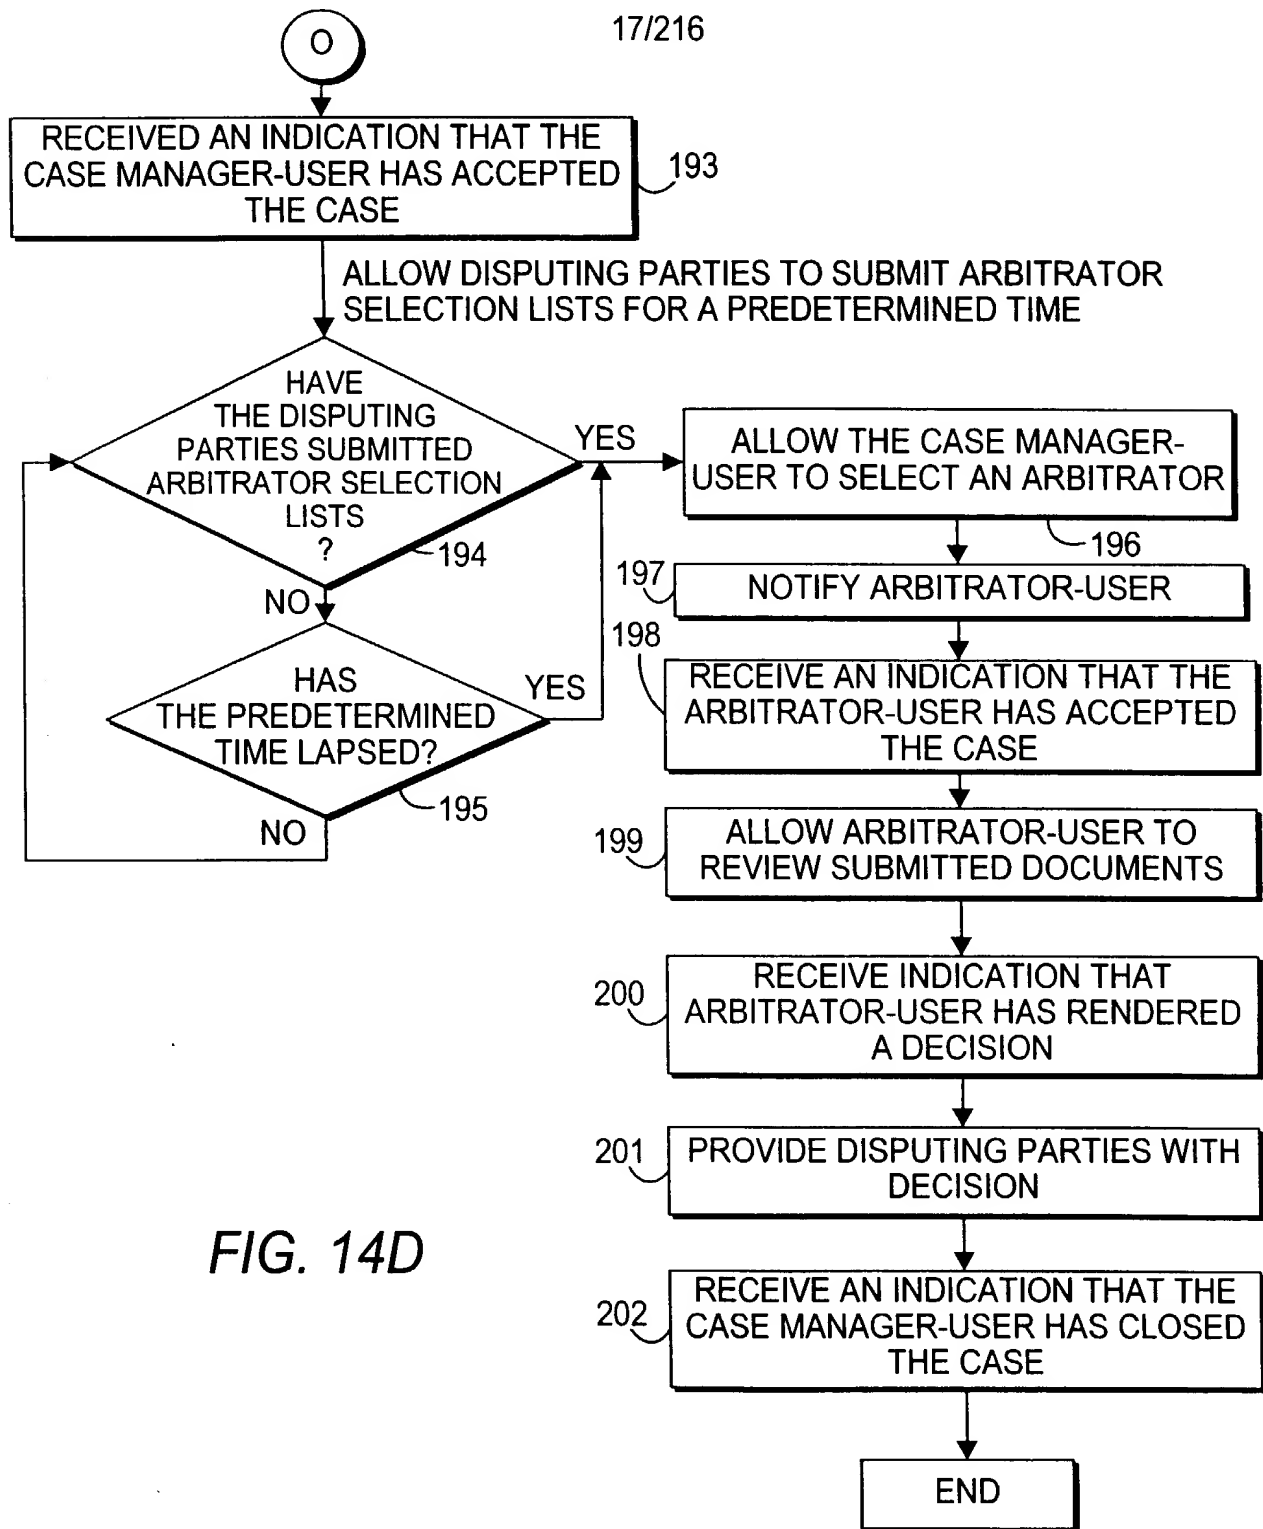 17/216
O
RECEIVED AN INDICATION THAT THE
CASE MANAGER-USER HAS ACCEPTED
THE CASE
193
ALLOW DISPUTING PARTIES TO SUBMIT ARBITRATOR
SELECTION LISTS FOR A PREDETERMINED TIME
HAVE
THE DISPUTING
PARTIES SUBMITTED
ARBITRATOR SELECTION
LISTS
?
194
YES
NO
HAS
THE PREDETERMINED
TIME LAPSED?
195
YES
NO
ALLOW THE CASE MANAGER-
USER TO SELECT AN ARBITRATOR
196
197
NOTIFY ARBITRATOR-USER
198
RECEIVE AN INDICATION THAT THE
ARBITRATOR-USER HAS ACCEPTED
THE CASE
199
ALLOW ARBITRATOR-USER TO
REVIEW SUBMITTED DOCUMENTS
200
RECEIVE INDICATION THAT
ARBITRATOR-USER HAS RENDERED
A DECISION
201
PROVIDE DISPUTING PARTIES WITH
DECISION
202
RECEIVE AN INDICATION THAT THE
CASE MANAGER-USER HAS CLOSED
THE CASE
END
FIG. 14D